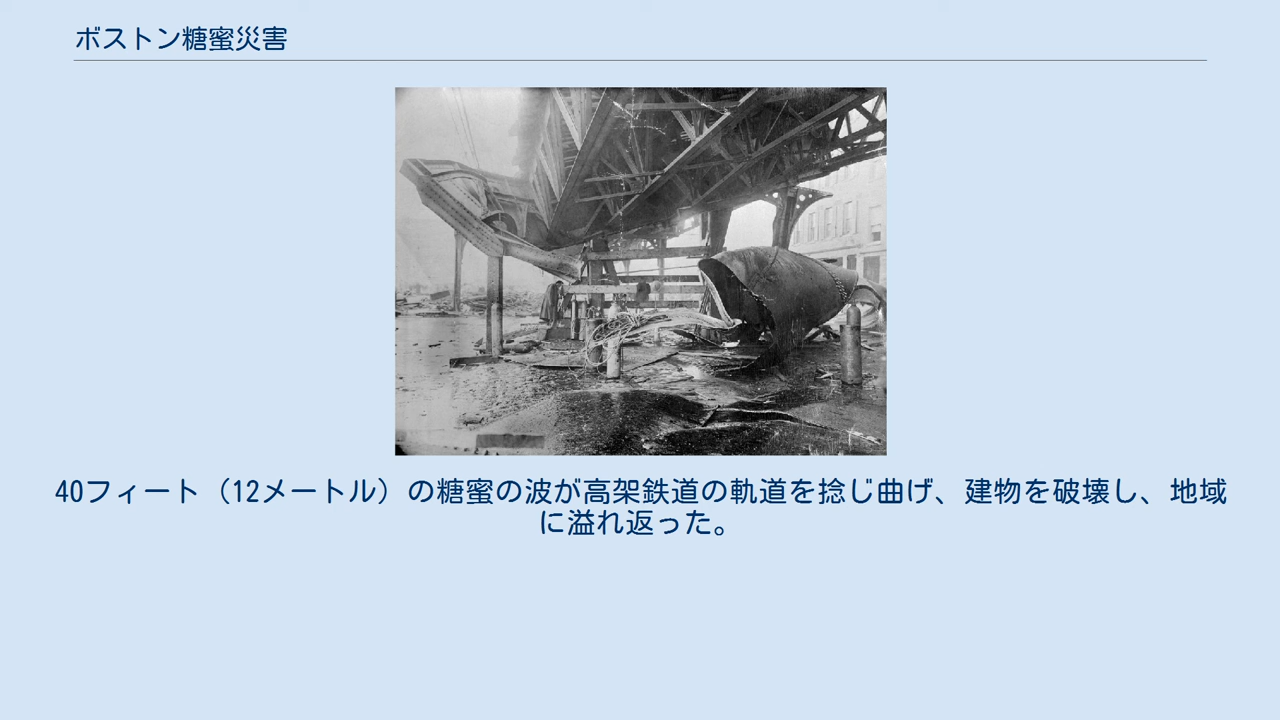 ボストン糖蜜災害
40フィート（12メートル）の糖蜜の波が高架鉄道の軌道を捻じ曲げ、建物を破壊し、地域
に溢れ返った。